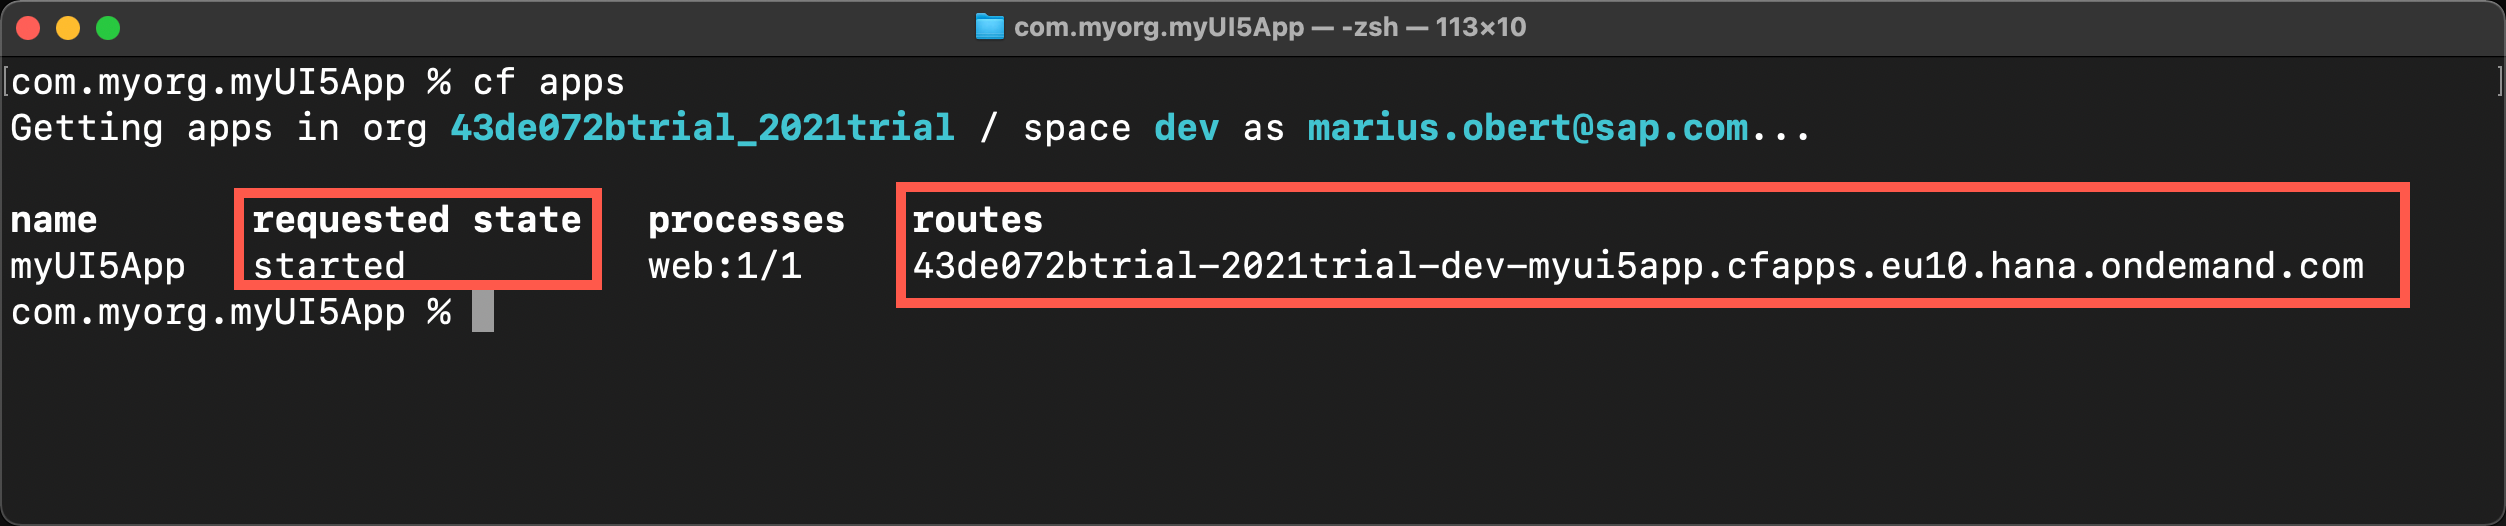 com.myorg.myUI5App — -zsh — 113×10
com.myorg.myUI5App % cf apps
Getting apps in org 43de072btrial_2021trial / space dev as marius.obert@sap.com...
name requested state processes routes
myUI5App started web:1/1 43de072btrial-2021trial-dev-myui5app.cfapps.eu10.hana.ondemand.com
com.myorg.myUI5App %